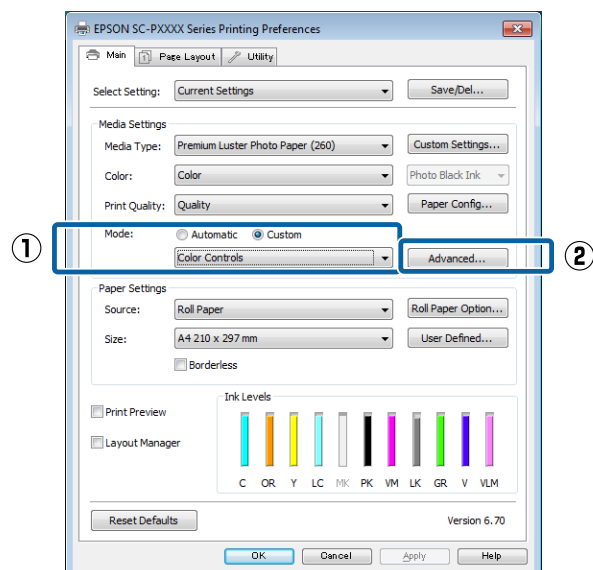 EPSON SC-PXXXX Series Printing Preferences
Main Page Layout Utility
Select Setting: Current Settings Save/Del...
Media Settings
Media Type: Premium Luster Photo Paper (260) Custom Settings...
Color: Color Photo Black Ink
Print Quality: Quality Paper Config...
Mode: Automatic Custom
① Color Controls Advanced... ②
Paper Settings
Source: Roll Paper Roll Paper Option...
Size: A4 210 x 297 mm User Defined...
Borderless
Ink Levels
Print Preview
Layout Manager
C OR Y LC MK PK VM LK GR V VLM
Reset Defaults Version 6.70
OK Cancel Apply Help